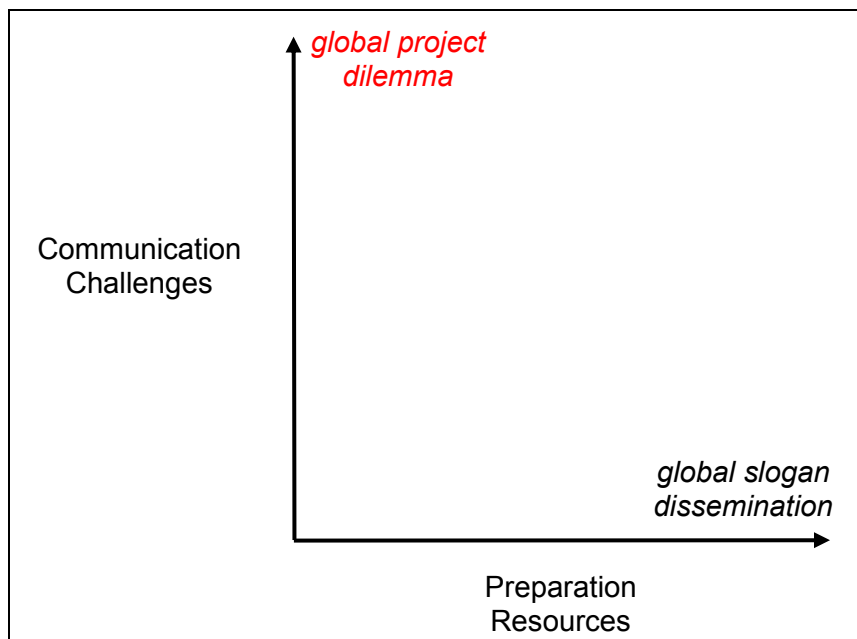 global project
dilemma
Communication
Challenges
global slogan
dissemination
Preparation
Resources